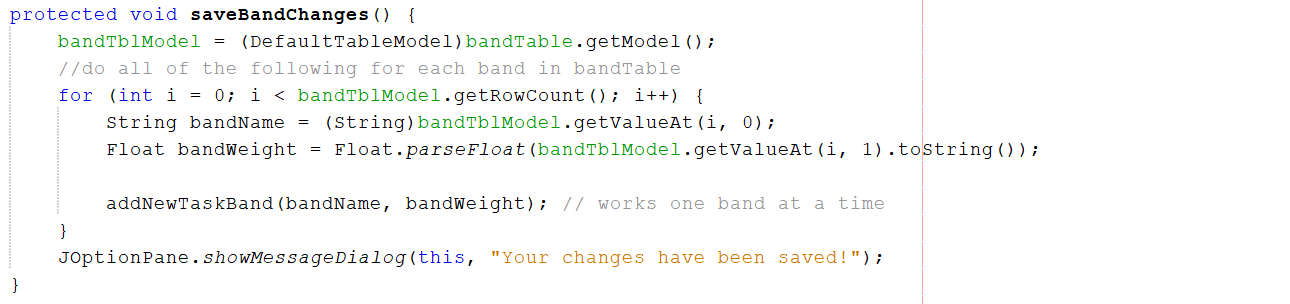 protected void saveBandChanges() {
    bandTblModel = (DefaultTableModel)bandTable.getModel();
    //do all of the following for each band in bandTable
    for (int i = 0; i < bandTblModel.getRowCount(); i++) {
        String bandName = (String)bandTblModel.getValueAt(i, 0);
        Float bandWeight = Float.parseFloat(bandTblModel.getValueAt(i, 1).toString());

        addNewTaskBand(bandName, bandWeight); // works one band at a time
    }
    JOptionPane.showMessageDialog(this, "Your changes have been saved!");
}